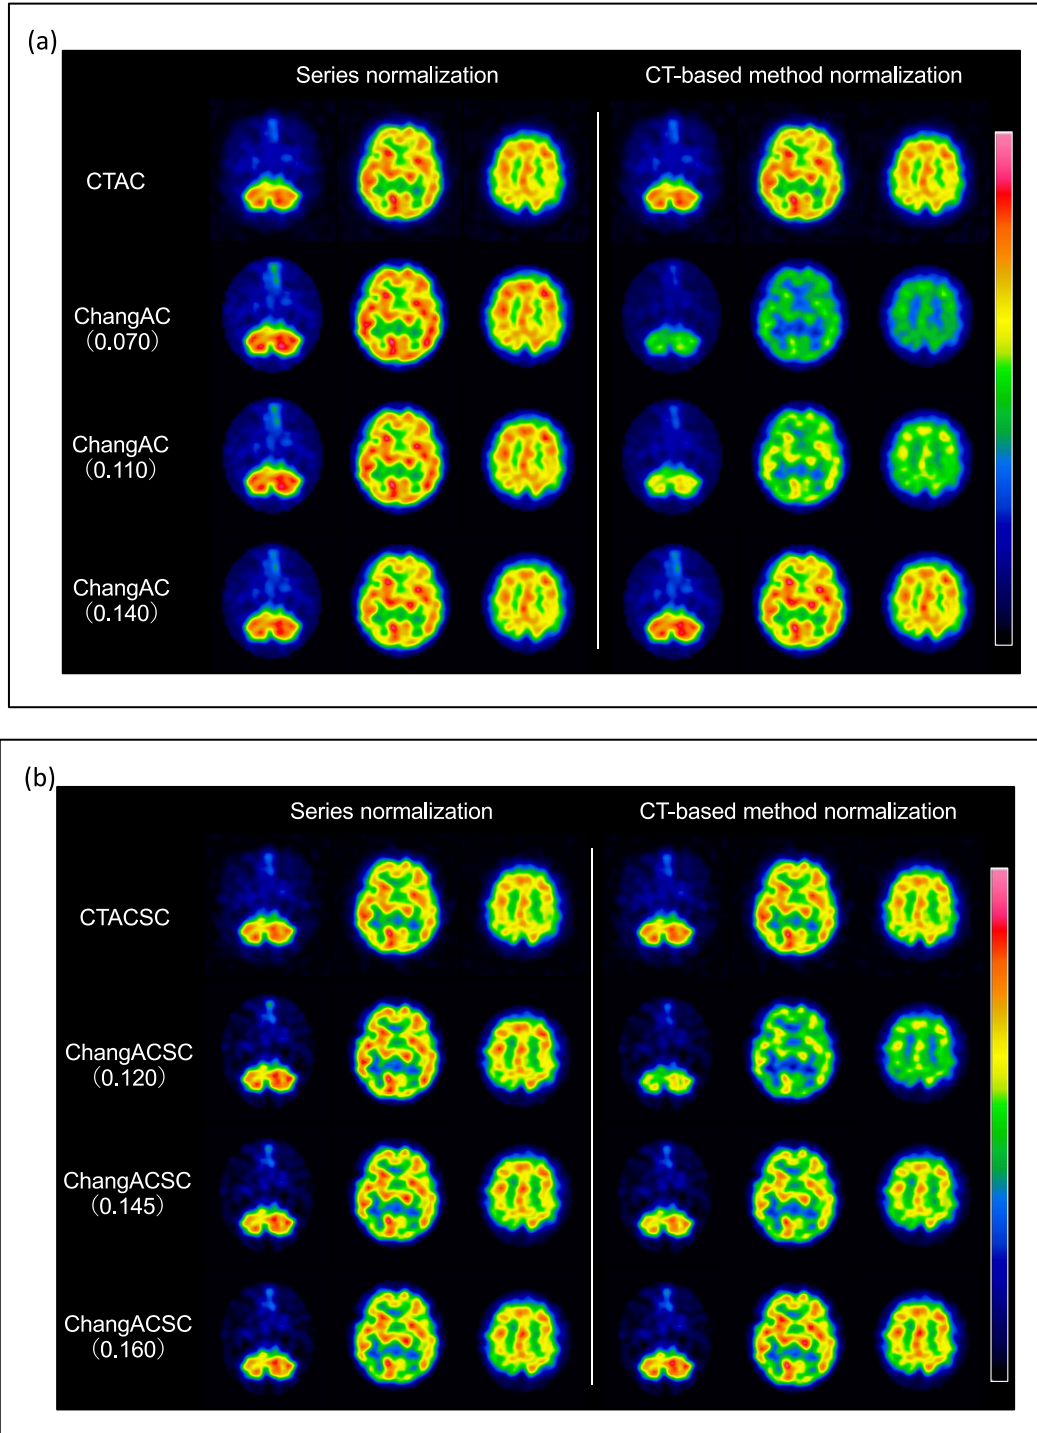 (a)
Series normalization
CT-based method normalization
CTAC
ChangAC
（0.070）
ChangAC
（0.110）
ChangAC
（0.140）
(b)
Series normalization
CT-based method normalization
CTACSC
ChangACSC
（0.120）
ChangACSC
（0.145）
ChangACSC
（0.160）